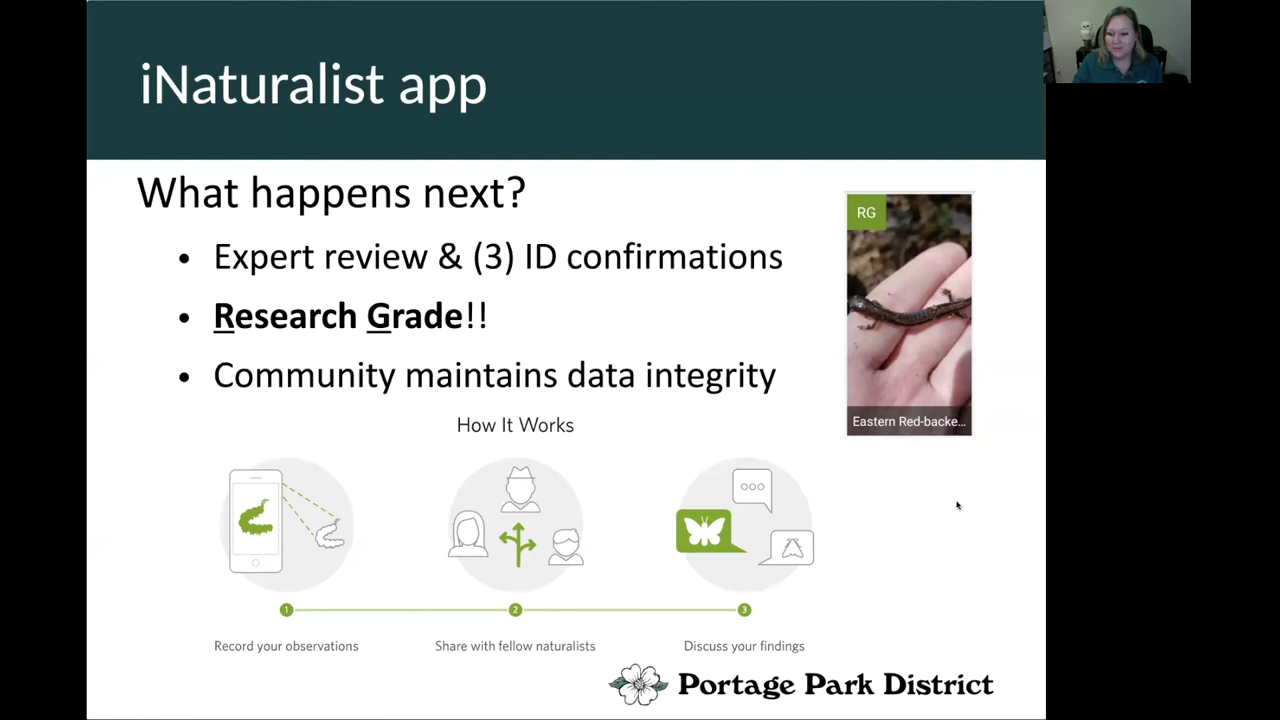 iNaturalist app
What happens next?
• Expert review & (3) ID confirmations
• Research Grade!!
• Community maintains data integrity
RG
Eastern Red-backe...
How It Works
1
2
3
Record your observations
Share with fellow naturalists
Discuss your findings
Portage Park District